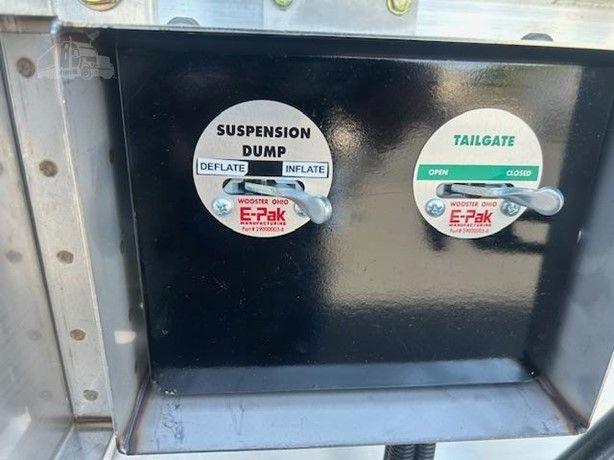 SUSPENSION
DUMP
DEFLATE INFLATE
WOOSTER OHIO
E-Pak
MANUFACTURING
TAILGATE
OPEN CLOSED
WOOSTER OHIO
E-Pak
MANUFACTURING